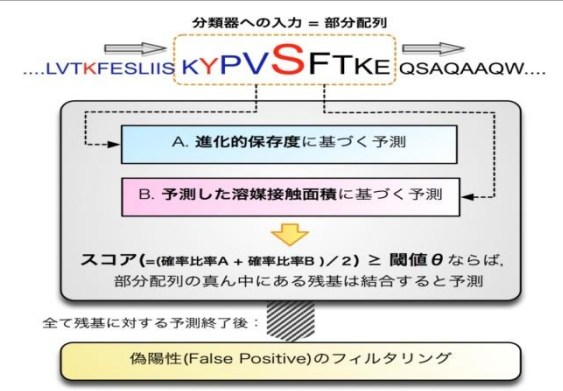 分類器への入力 = 部分配列
....LVTKFESLIIS KYPVSFTKE QSAQAAQW....
A. 進化的保存度に基づく予測
B. 予測した溶媒接触面積に基づく予測
スコア(=(確率比率A + 確率比率B )/2) ≥ 閾値θ ならば,
部分配列の真ん中にある残基は結合すると予測
全て残基に対する予測終了後：
偽陽性(False Positive)のフィルタリング